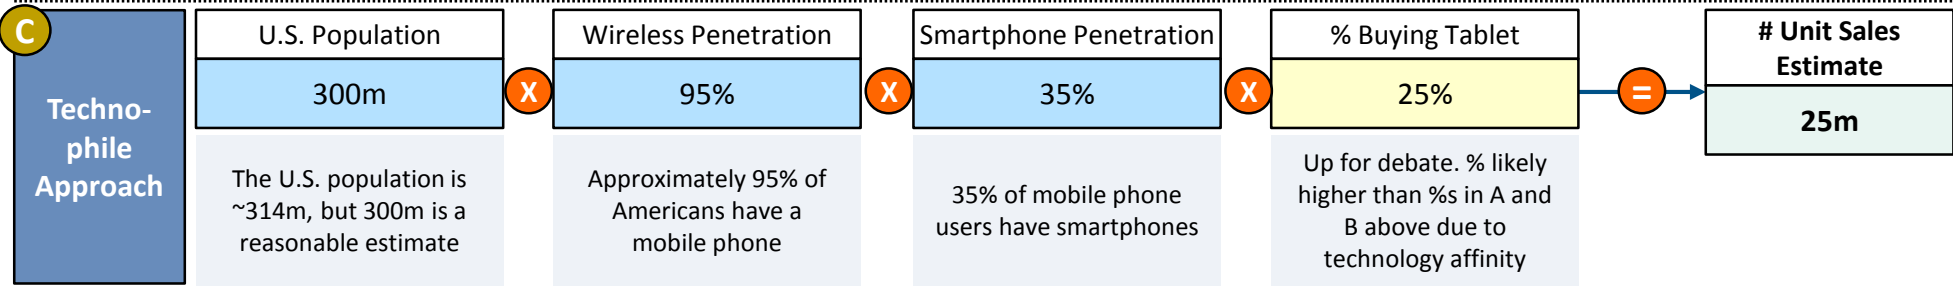 C
Techno-
phile
Approach
U.S. Population
300m
The U.S. population is
~314m, but 300m is a
reasonable estimate
X
Wireless Penetration
95%
Approximately 95% of
Americans have a
mobile phone
X
Smartphone Penetration
35%
35% of mobile phone
users have smartphones
X
% Buying Tablet
25%
Up for debate. % likely
higher than %s in A and
B above due to
technology affinity
=
# Unit Sales
Estimate
25m